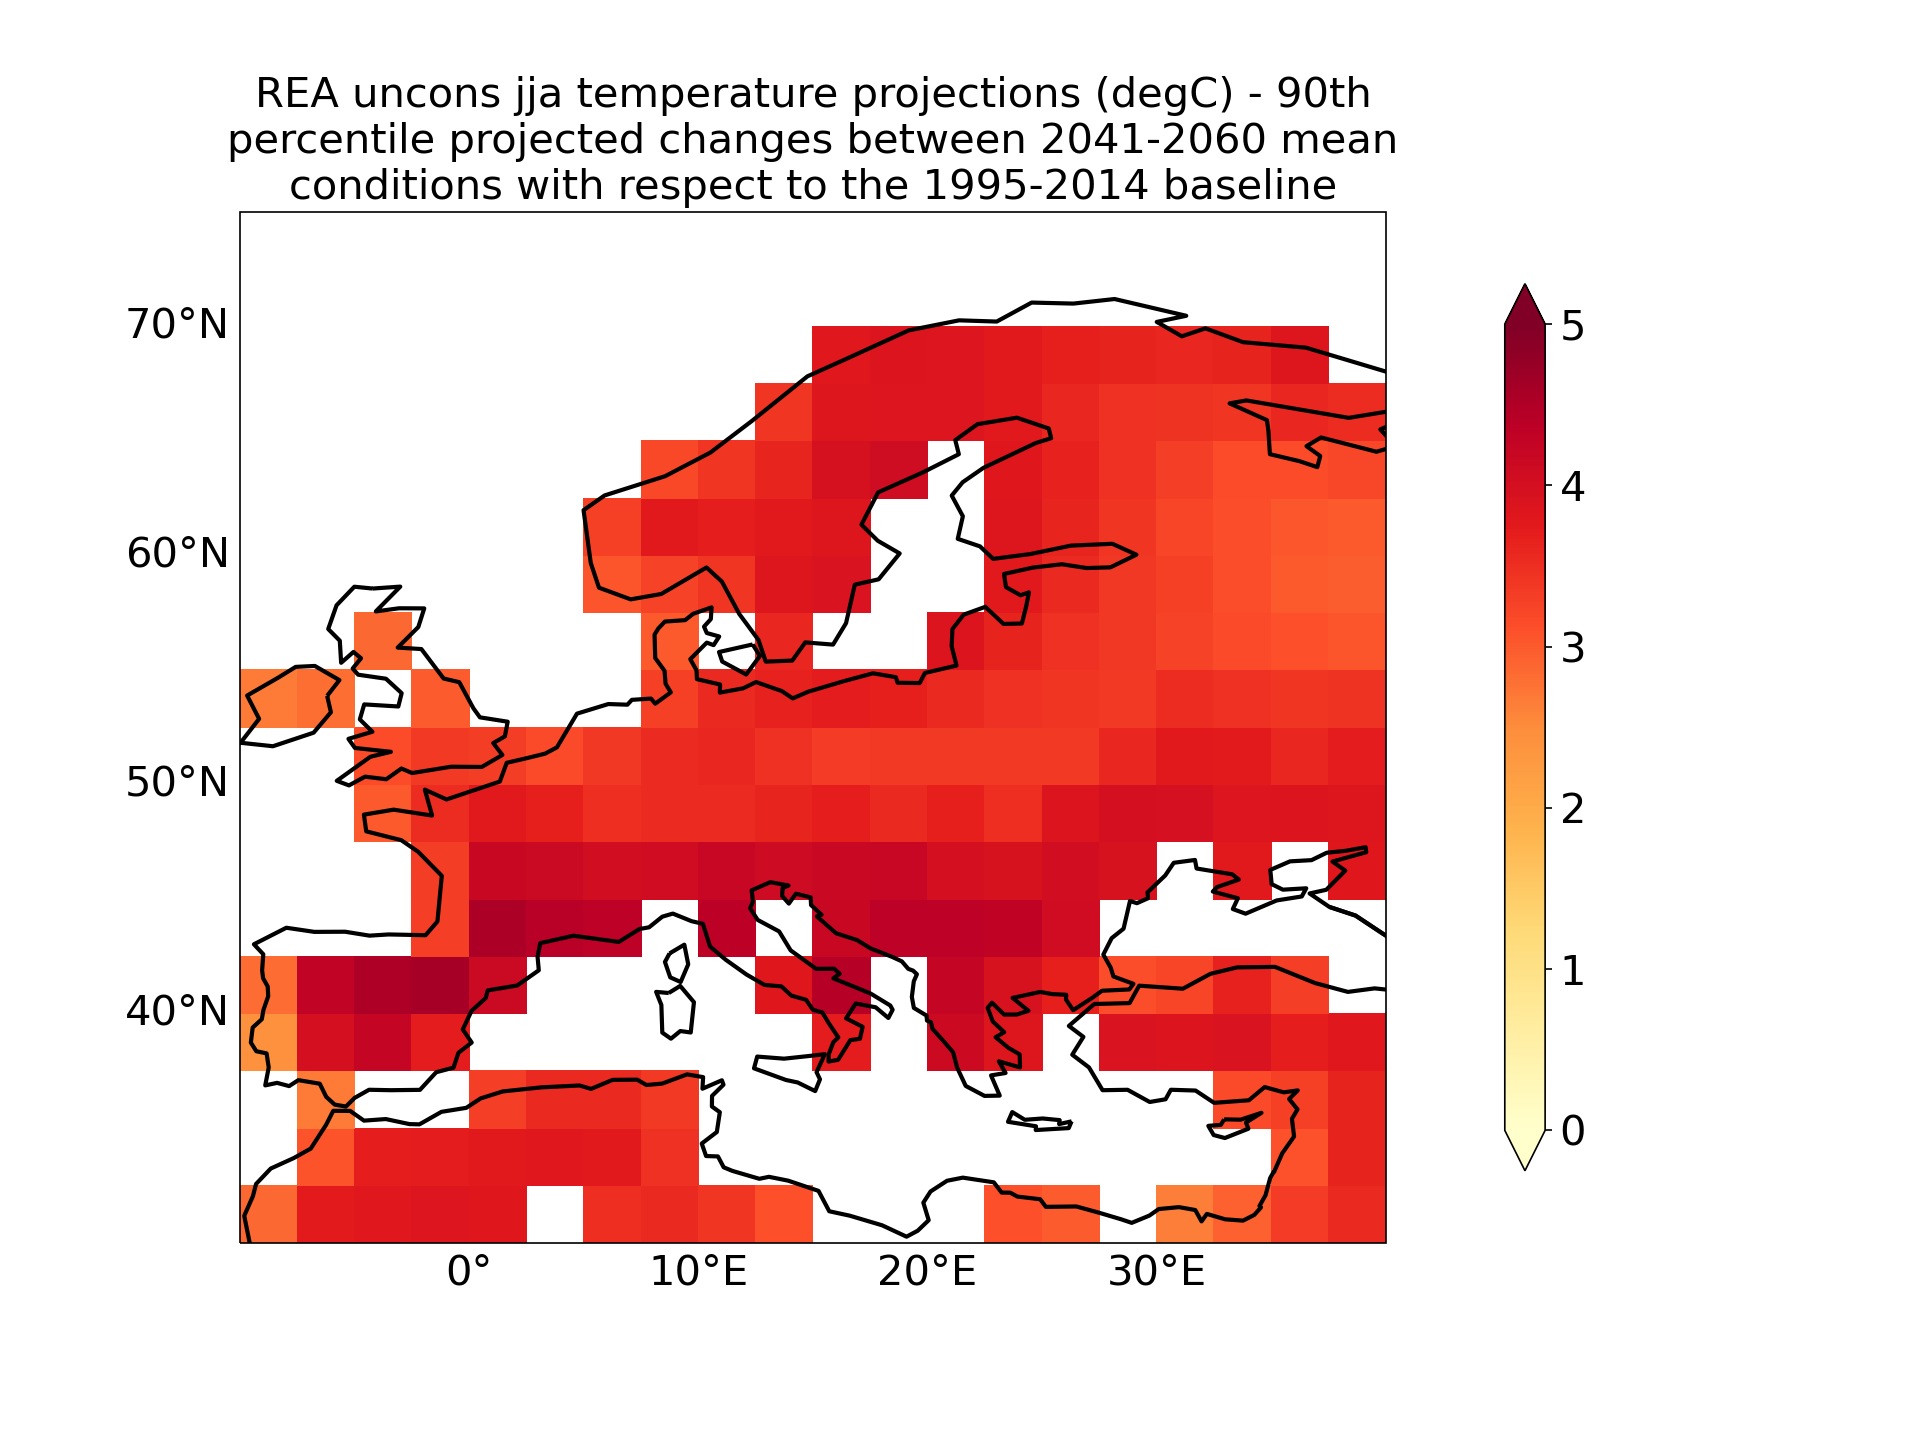 REA uncons jja temperature projections (degC) - 90th
percentile projected changes between 2041-2060 mean
conditions with respect to the 1995-2014 baseline
70°N
60°N
50°N
40°N
0°
10°E
20°E
30°E
5
4
3
2
1
0